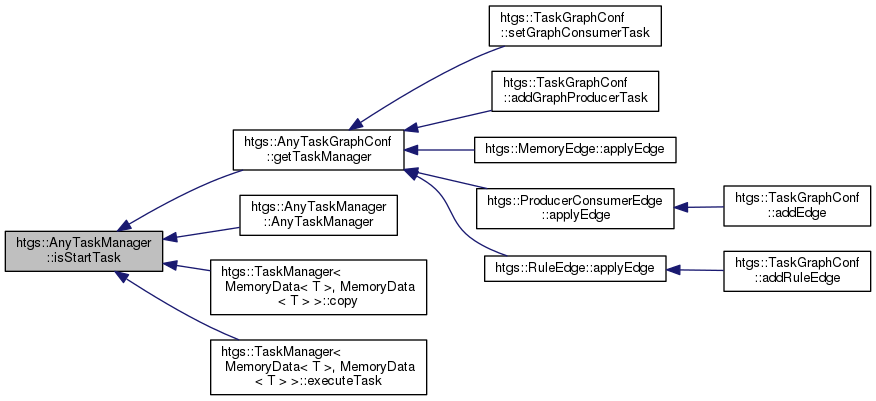 htgs::TaskGraphConf
::setGraphConsumerTask
htgs::TaskGraphConf
::addGraphProducerTask
htgs::AnyTaskGraphConf
::getTaskManager
htgs::MemoryEdge::applyEdge
htgs::ProducerConsumerEdge
::applyEdge
htgs::TaskGraphConf
::addEdge
htgs::AnyTaskManager
::AnyTaskManager
htgs::AnyTaskManager
::isStartTask
htgs::RuleEdge::applyEdge
htgs::TaskGraphConf
::addRuleEdge
htgs::TaskManager<
MemoryData< T >, MemoryData
< T > >::copy
htgs::TaskManager<
MemoryData< T >, MemoryData
< T > >::executeTask